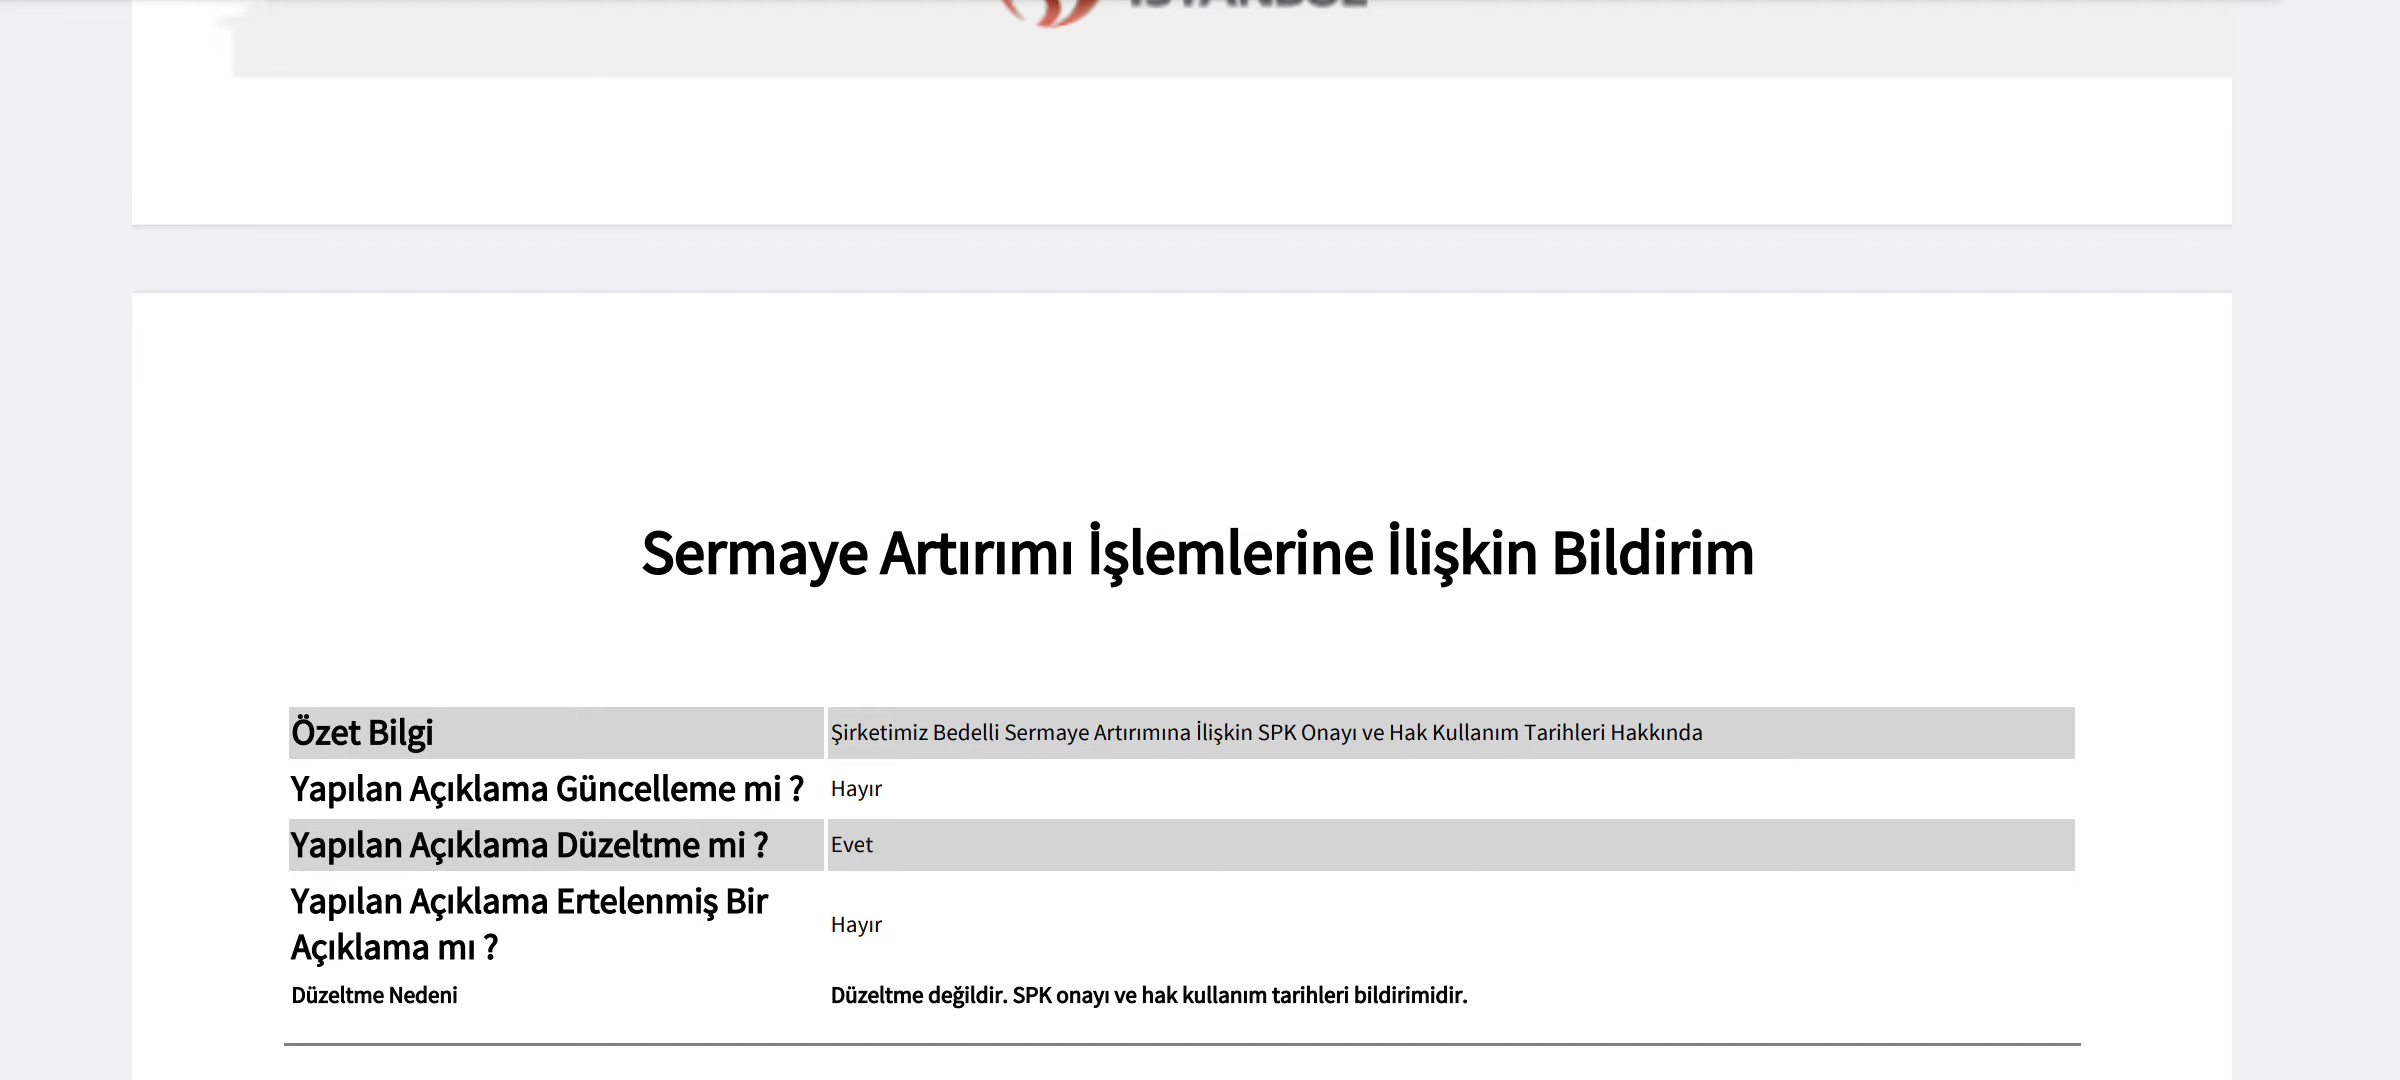 Sermaye Artırımı İşlemlerine İlişkin Bildirim
Özet Bilgi Şirketimiz Bedelli Sermaye Artırımına İlişkin SPK Onayı ve Hak Kullanım Tarihleri Hakkında
Yapılan Açıklama Güncelleme mi ? Hayır
Yapılan Açıklama Düzeltme mi ? Evet
Yapılan Açıklama Ertelenmiş Bir
Açıklama mı ? Hayır
Düzeltme Nedeni Düzeltme değildir. SPK onayı ve hak kullanım tarihleri bildirimidir.